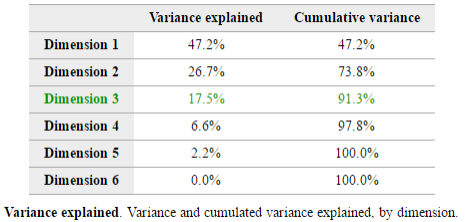 Variance explained Cumulative variance
Dimension 1 47.2% 47.2%
Dimension 2 26.7% 73.8%
Dimension 3 17.5% 91.3%
Dimension 4 6.6% 97.8%
Dimension 5 2.2% 100.0%
Dimension 6 0.0% 100.0%
Variance explained. Variance and cumulated variance explained, by dimension.